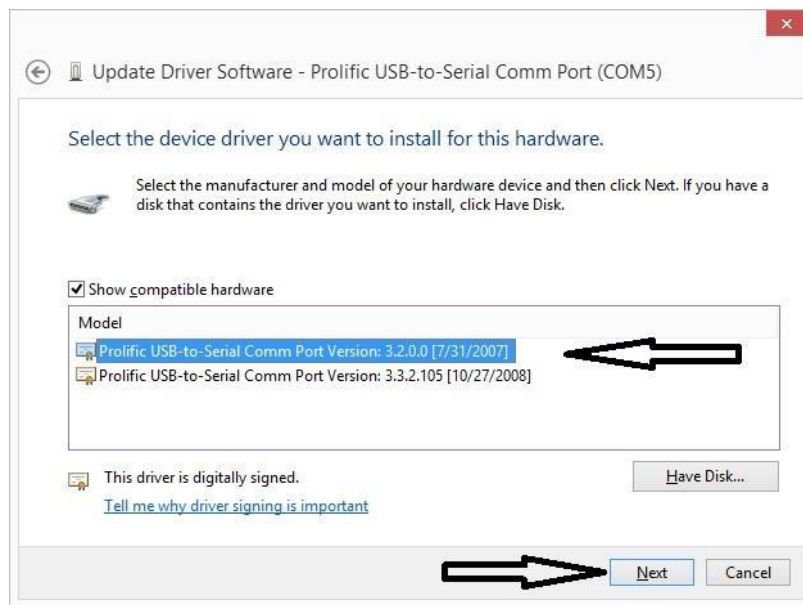 Update Driver Software - Prolific USB-to-Serial Comm Port (COM5)
Select the device driver you want to install for this hardware.
Select the manufacturer and model of your hardware device and then click Next. If you have a
disk that contains the driver you want to install, click Have Disk.
Show compatible hardware
Model
Prolific USB-to-Serial Comm Port Version: 3.2.0.0 [7/31/2007]
Prolific USB-to-Serial Comm Port Version: 3.3.2.105 [10/27/2008]
This driver is digitally signed.
Have Disk...
Tell me why driver signing is important
Next Cancel